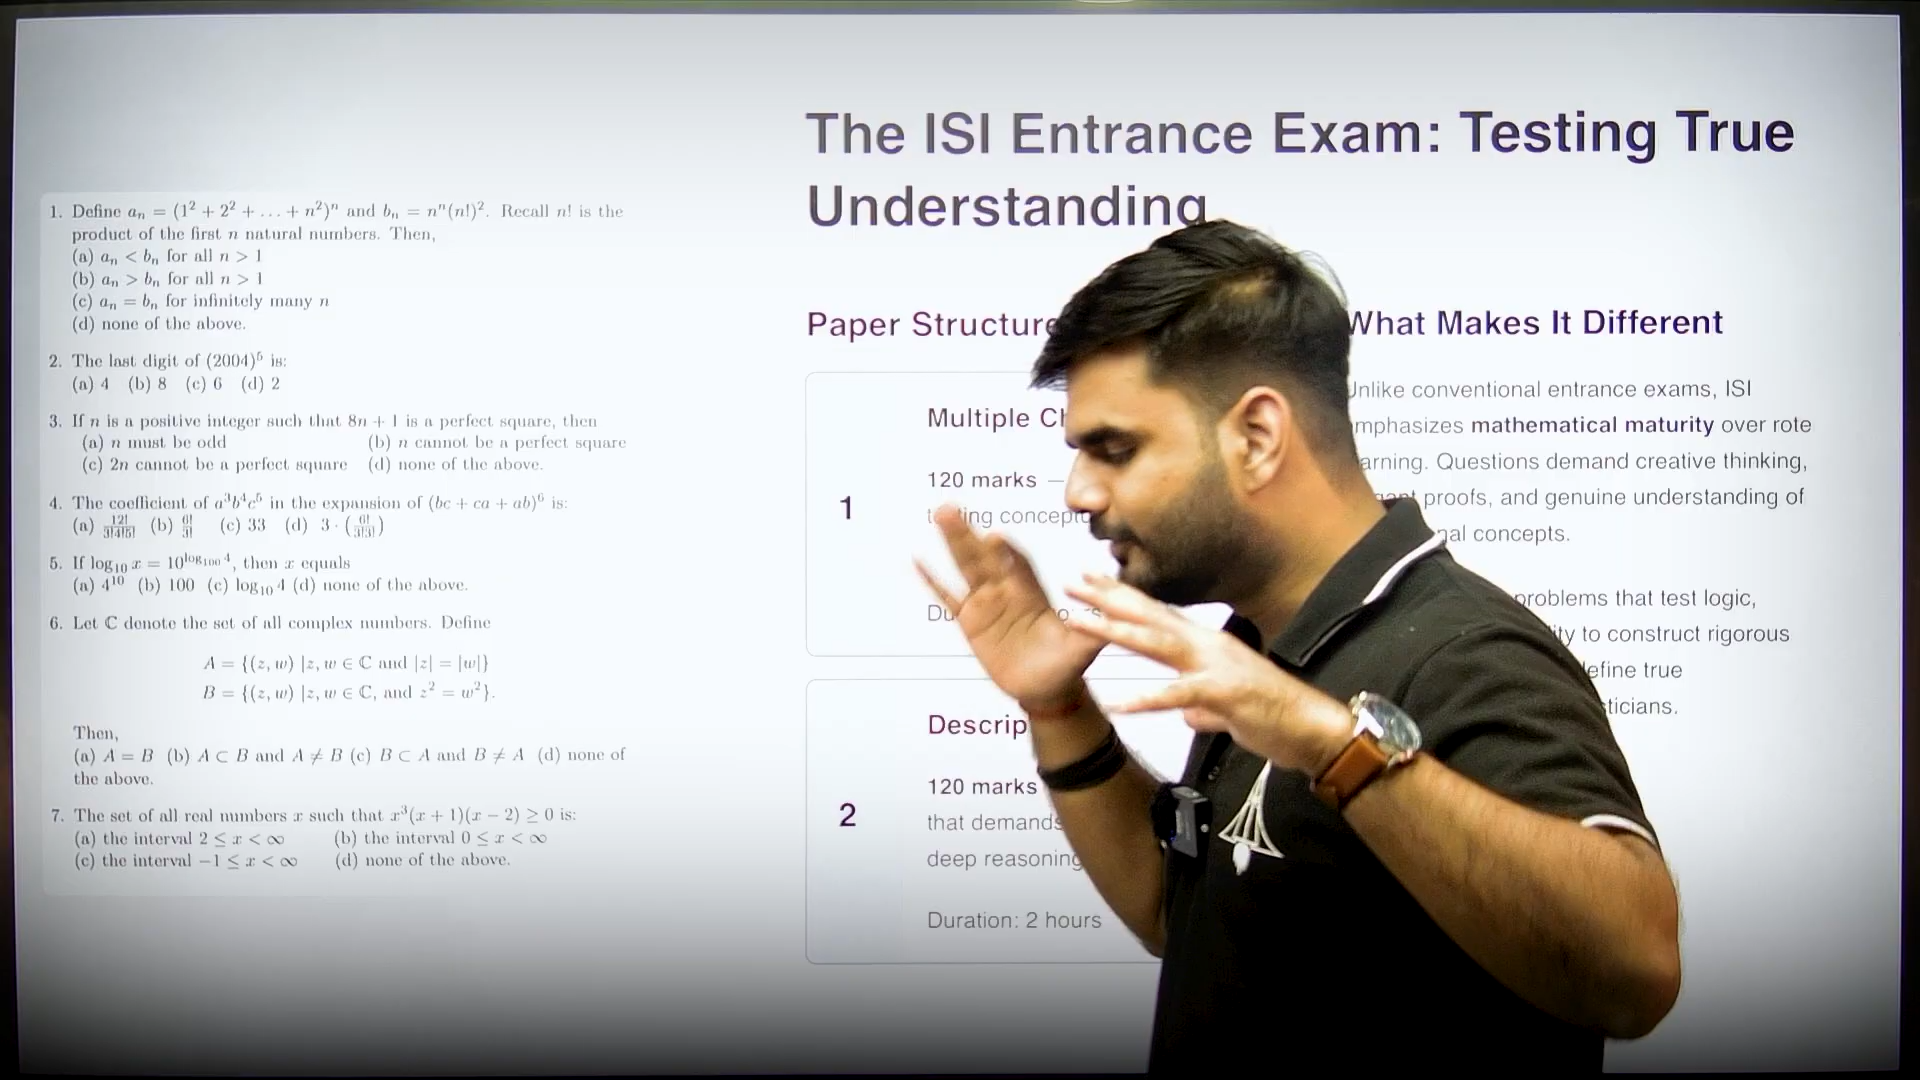 The ISI Entrance Exam: Testing True
Understanding
1. Define aₙ = (1² + 2² + … + n²)ⁿ and bₙ = nⁿ(n!)². Recall n! is the
product of the first n natural numbers. Then,
(a) aₙ < bₙ for all n > 1
(b) aₙ > bₙ for all n > 1
(c) aₙ = bₙ for infinitely many n
(d) none of the above.
2. The last digit of (2004)⁵ is:
(a) 4 (b) 8 (c) 6 (d) 2
3. If n is a positive integer such that 8n + 1 is a perfect square, then
(a) n must be odd (b) n cannot be a perfect square
(c) 2n cannot be a perfect square (d) none of the above.
4. The coefficient of a³b⁴c⁵ in the expansion of (bc + ca + ab)⁶ is:
(a) 12!/3!4!5! (b) 6!/3! (c) 33 (d) 3 · (6!/3!3!)
5. If log₁₀ x = 10^log₁₀₀ 4, then x equals
(a) 4¹⁰ (b) 100 (c) log₁₀ 4 (d) none of the above.
6. Let ℂ denote the set of all complex numbers. Define
A = {(z, w) |z, w ∈ ℂ and |z| = |w|}
B = {(z, w) |z, w ∈ ℂ, and z² = w²}.
Then,
(a) A = B (b) A ⊂ B and A ≠ B (c) B ⊂ A and B ≠ A (d) none of
the above.
7. The set of all real numbers x such that x³(x + 1)(x − 2) ≥ 0 is:
(a) the interval 2 ≤ x < ∞ (b) the interval 0 ≤ x < ∞
(c) the interval −1 ≤ x < ∞ (d) none of the above.
Paper Structure
1
Multiple
120 marks —
2
Descrip
120 marks
that demands
deep reasoning
Duration: 2 hours
What Makes It Different
Unlike conventional entrance exams, ISI
emphasizes mathematical maturity over rote
learning. Questions demand creative thinking,
proofs, and genuine understanding of
concepts.
problems that test logic,
to construct rigorous
define true